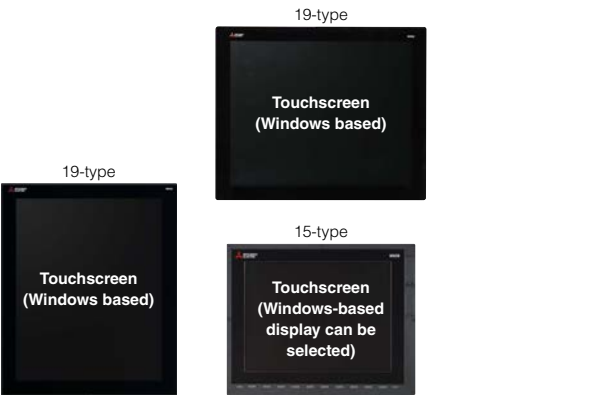 19-type
Touchscreen
(Windows based)
19-type
Touchscreen
(Windows based)
15-type
Touchscreen
(Windows-based
display can be
selected)